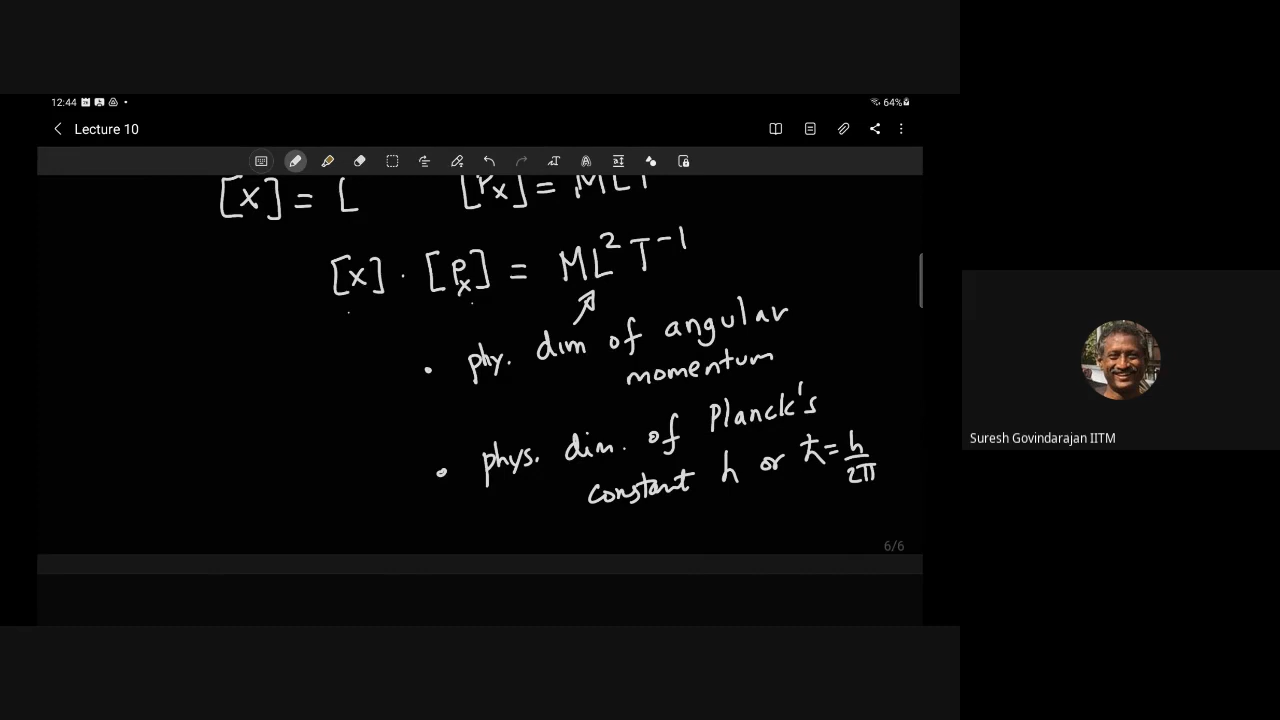 12:44
64%
Lecture 10
[x] = L [Px] = MLT
[x] · [Px] = ML²T⁻¹
• phy. dim of angular
momentum
• phys. dim. of Planck's
constant h or ħ = h/2π
6/6
Suresh Govindarajan IITM